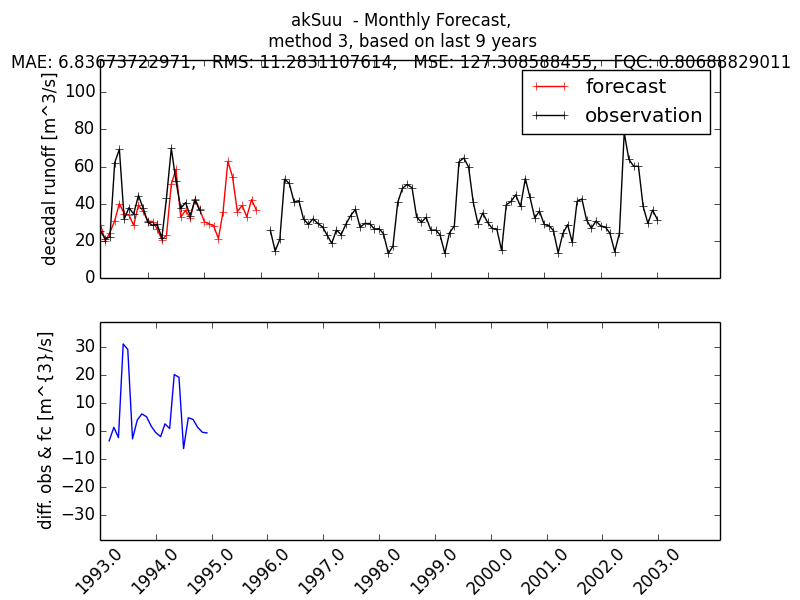 akSuu - Monthly Forecast,
method 3, based on last 9 years
MAE: 6.83673722971, RMS: 11.2831107614, MSE: 127.308588455, FQC: 0.80688829011
decadal runoff [m^3/s]
100
80
60
40
20
0
forecast
observation
diff. obs & fc [m^{3}/s]
30
20
10
0
−10
−20
−30
1993.0 1994.0 1995.0 1996.0 1997.0 1998.0 1999.0 2000.0 2001.0 2002.0 2003.0